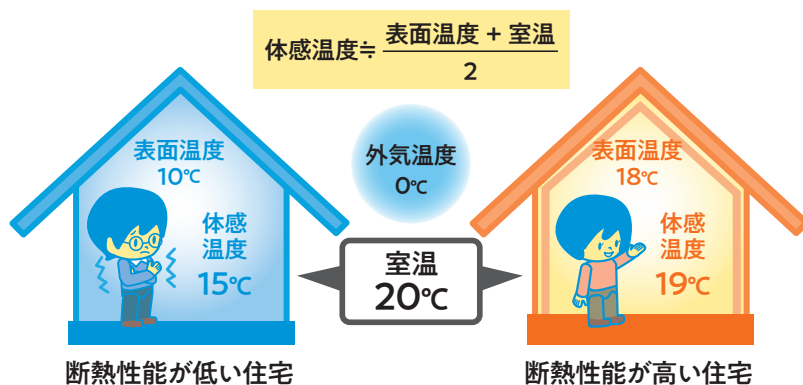 体感温度≒ 表面温度 + 室温
2
外気温度
0℃
表面温度
10℃
体感
温度
15℃
室温
20℃
表面温度
18℃
体感
温度
19℃
断熱性能が低い住宅
断熱性能が高い住宅